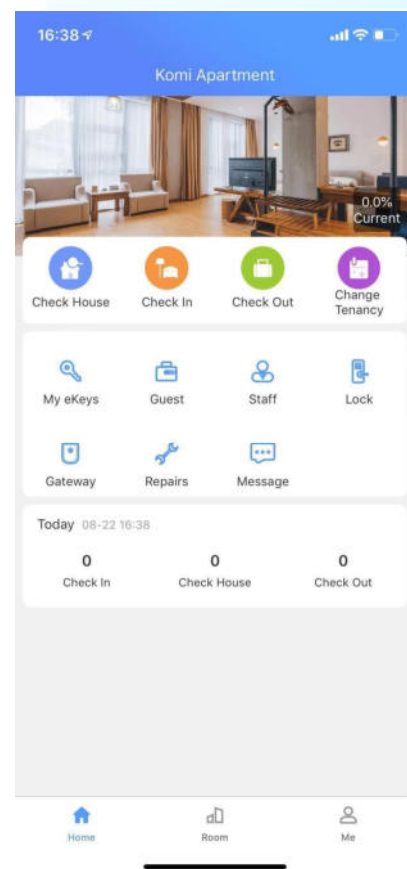 16:38
Komi Apartment
0.0%
Current
Check House Check In Check Out Change Tenancy
My eKeys Guest Staff Lock
Gateway Repairs Message
Today 08-22 16:38
0 0 0
Check In Check House Check Out
Home Room Me